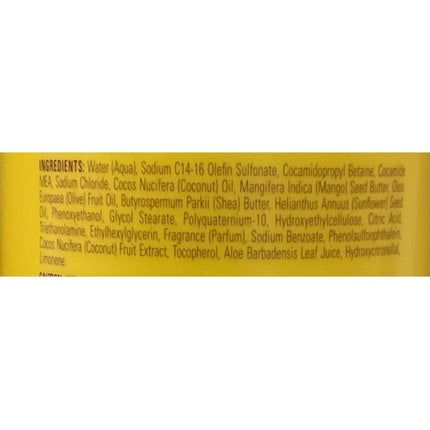 INGREDIENTS: Water (Aqua), Sodium C14-16 Olefin Sulfonate, Cocamidopropyl Betaine, Cocamide
MEA, Sodium Chloride, Cocos Nucifera (Coconut) Oil, Mangifera Indica (Mango) Seed Butter, Olea
Europaea (Olive) Fruit Oil, Butyrospermum Parkii (Shea) Butter, Helianthus Annuus (Sunflower) Seed
Oil, Phenoxyethanol, Glycol Stearate, Polyquaternium-10, Hydroxyethylcellulose, Citric Acid,
Triethanolamine, Ethylhexylglycerin, Fragrance (Parfum), Sodium Benzoate, Phenolsulfonphthalein,
Cocos Nucifera (Coconut) Fruit Extract, Tocopherol, Aloe Barbadensis Leaf Juice, Hydroxycitronellal,
Limonene.